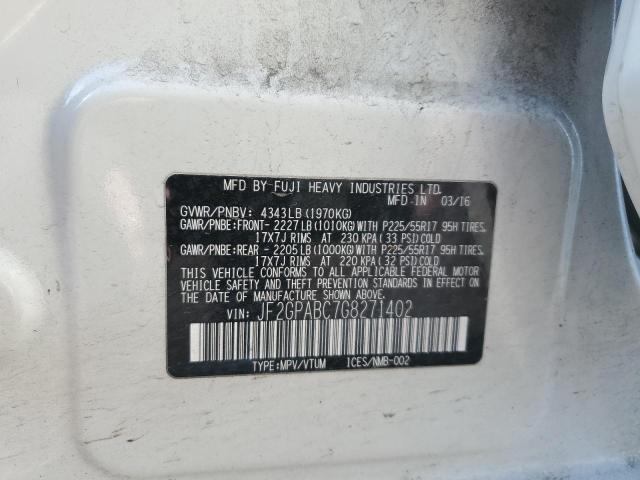 MFD BY FUJI HEAVY INDUSTRIES LTD.
MFD-IN 03/16
GVWR/PNBV: 4343LB(1970KG)
GAWR/PNBE:FRONT-2227LB(1010KG)WITH P225/55R17 95H TIRES,
17X7J RIMS AT 230 KPA (33 PSI)COLD
GAWR/PNBE:REAR -2205LB(1000KG)WITH P225/55R17 95H TIRES,
17X7J RIMS AT 220 KPA (32 PSI)COLD
THIS VEHICLE CONFORMS TO ALL APPLICABLE FEDERAL MOTOR
VEHICLE SAFETY AND THEFT PREVENTION STANDARDS IN EFFECT ON
THE DATE OF MANUFACTURE SHOWN ABOVE.
VIN: JF2GPABC7G8271402
TYPE:MPV/VTUM ICES/NMB-002